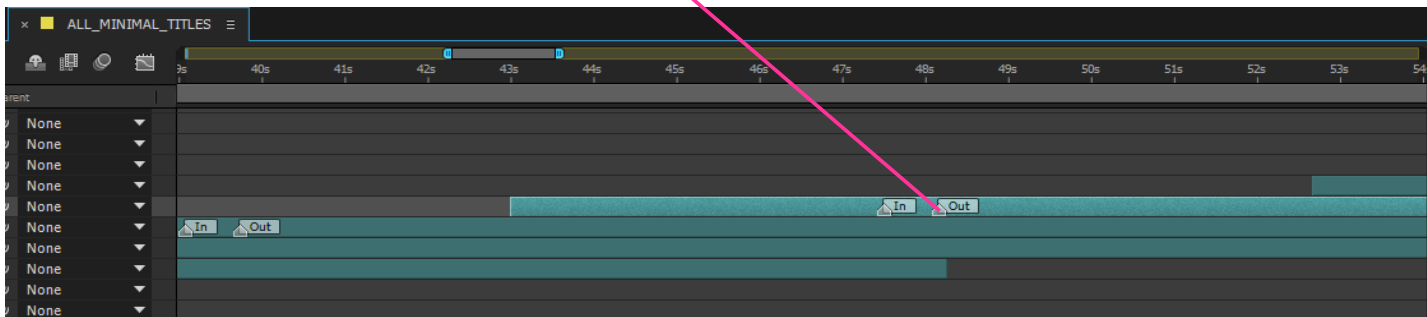 × ALL_MINIMAL_TITLES ≡
9s 40s 41s 42s 43s 44s 45s 46s 47s 48s 49s 50s 51s 52s 53s 54
arent
None
None
None
None
None In Out
None In Out
None
None
None
None